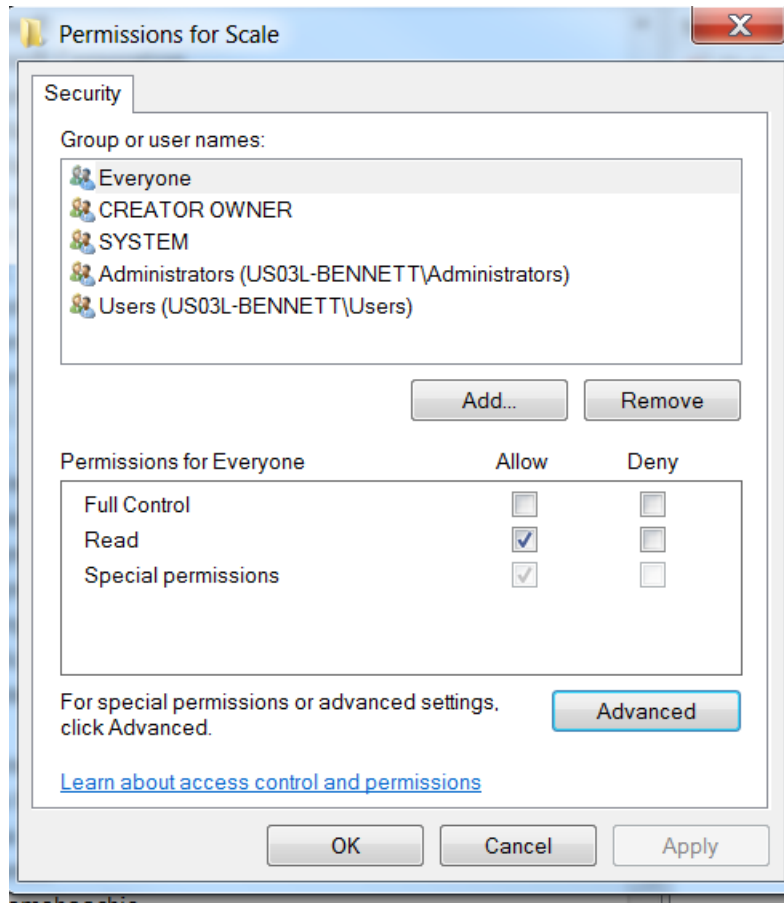 Permissions for Scale
Security
Group or user names:
Everyone
CREATOR OWNER
SYSTEM
Administrators (US03L-BENNETT\Administrators)
Users (US03L-BENNETT\Users)
Add...
Remove
Permissions for Everyone Allow Deny
Full Control
Read
Special permissions
For special permissions or advanced settings,
click Advanced.
Advanced
Learn about access control and permissions
OK
Cancel
Apply